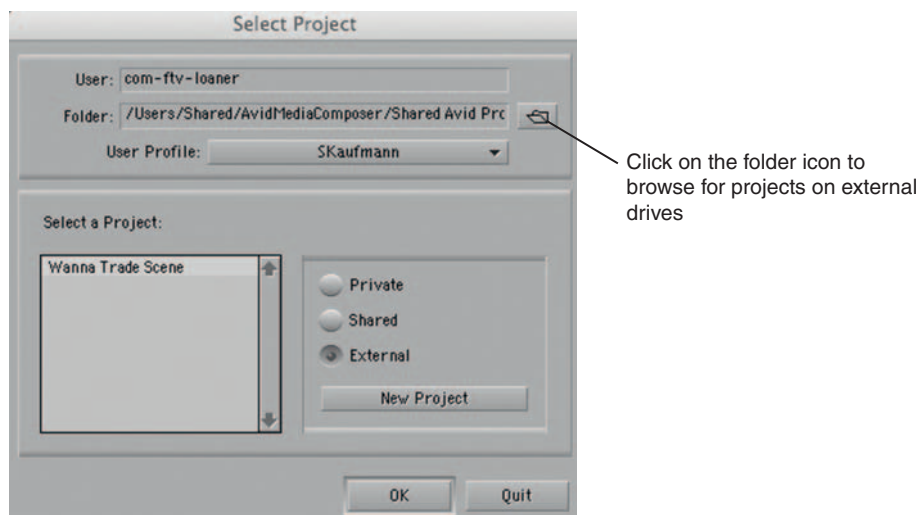 Select Project
User: com-ftv-loaner
Folder: /Users/Shared/AvidMediaComposer/Shared Avid Prc
User Profile: SKaufmann
Click on the folder icon to
browse for projects on external
drives
Select a Project:
Wanna Trade Scene
Private
Shared
External
New Project
OK
Quit